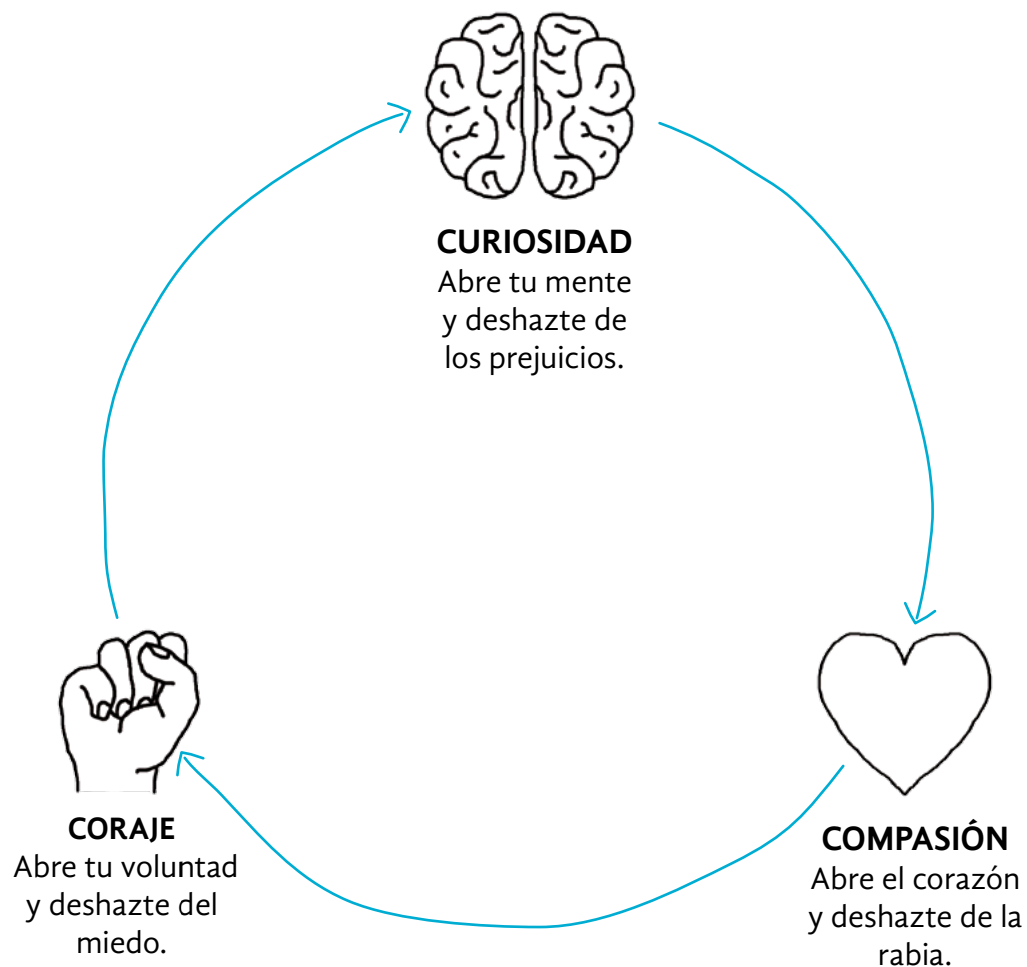 CURIOSIDAD
Abre tu mente
y deshazte de
los prejuicios.
CORAJE
Abre tu voluntad
y deshazte del
miedo.
COMPASIÓN
Abre el corazón
y deshazte de la
rabia.